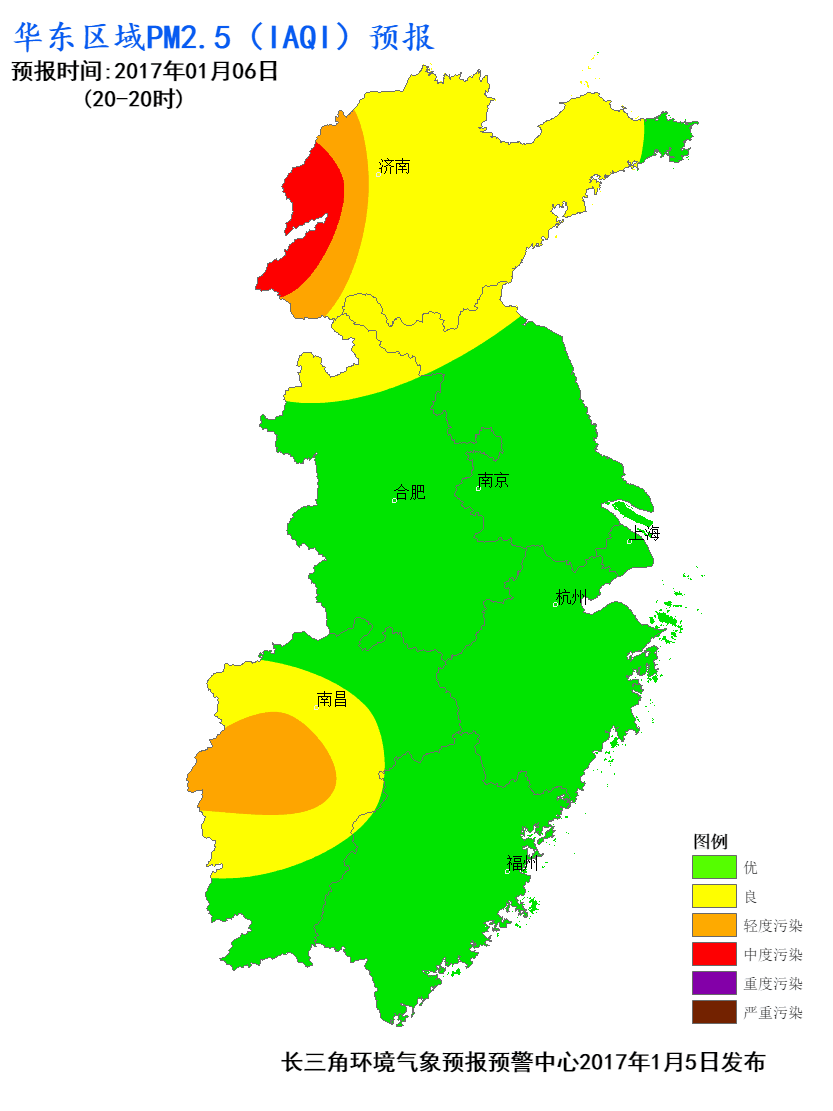 华东区域PM2.5（IAQI）预报
预报时间:2017年01月06日
(20-20时)
济南
合肥
南京
上海
杭州
南昌
福州
图例
优
良
轻度污染
中度污染
重度污染
严重污染
长三角环境气象预报预警中心2017年1月5日发布